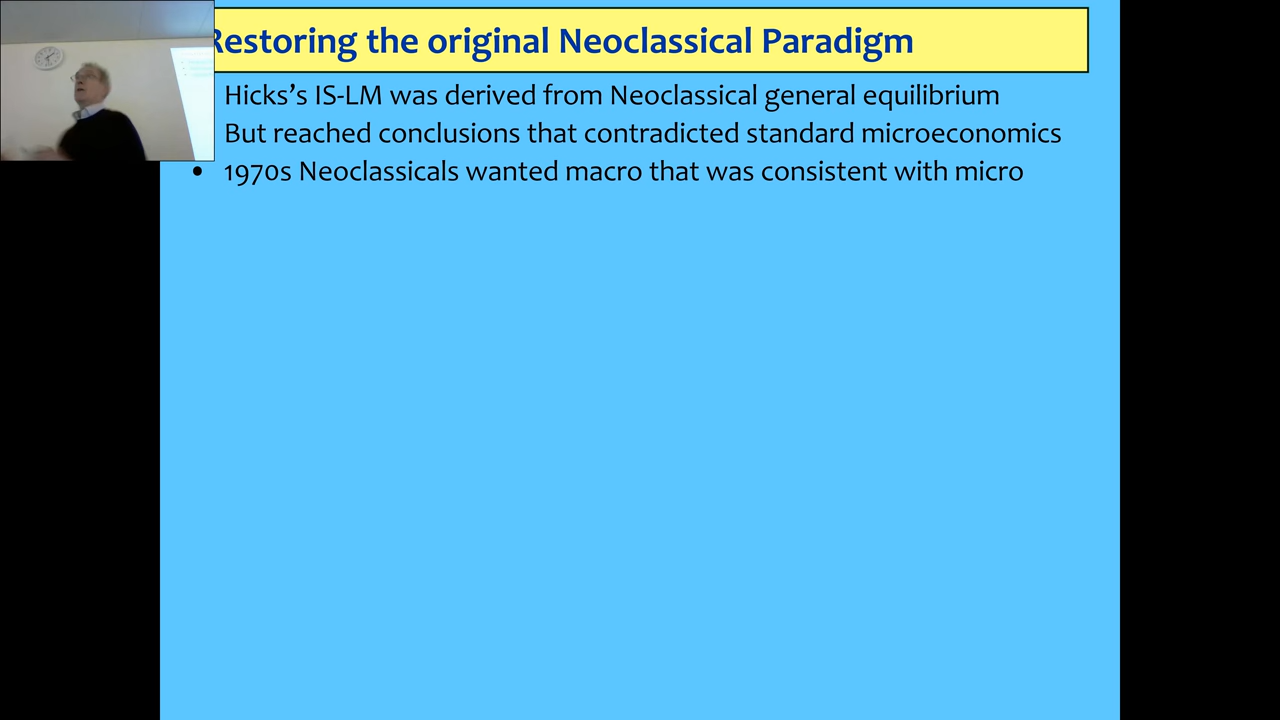 Restoring the original Neoclassical Paradigm
Hicks’s IS-LM was derived from Neoclassical general equilibrium
But reached conclusions that contradicted standard microeconomics
• 1970s Neoclassicals wanted macro that was consistent with micro